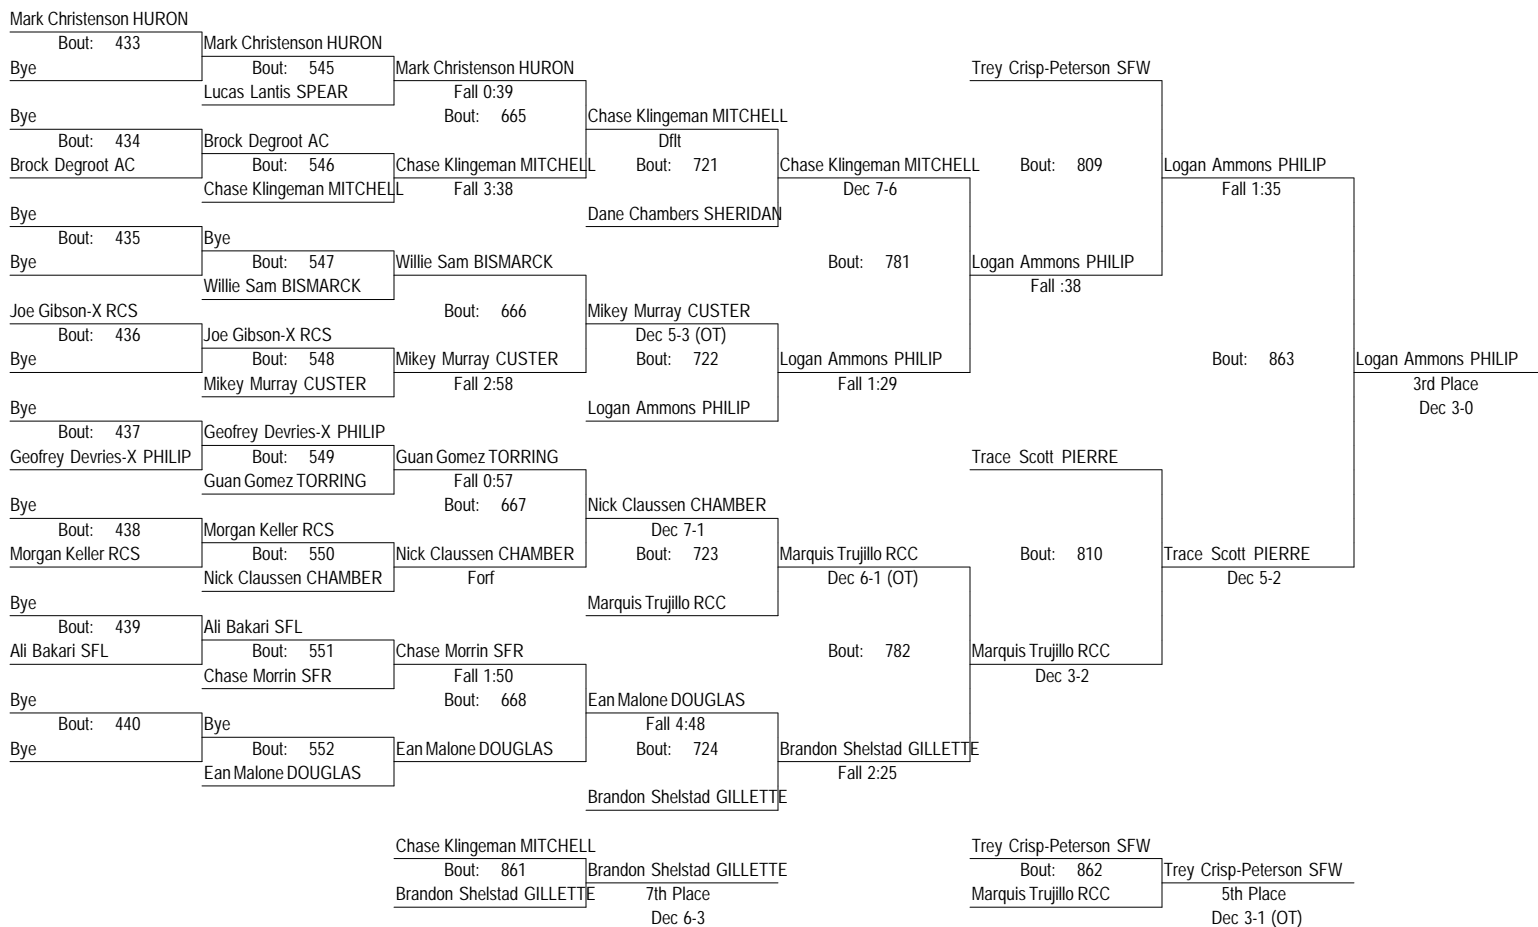 Mark Christenson HURON
Bout: 433 Mark Christenson HURON
Bye Bout: 545 Mark Christenson HURON Trey Crisp-Peterson SFW
Lucas Lantis SPEAR Fall 0:39
Bye Bout: 665 Chase Klingeman MITCHELL
Bout: 434 Brock Degroot AC Dflt
Brock Degroot AC Bout: 546 Chase Klingeman MITCHELL Bout: 721 Chase Klingeman MITCHELL Bout: 809 Logan Ammons PHILIP
Chase Klingeman MITCHELL Fall 3:38 Dec 7-6 Fall 1:35
Bye Dane Chambers SHERIDAN
Bout: 435 Bye
Bye Bout: 547 Willie Sam BISMARCK Bout: 781 Logan Ammons PHILIP
Willie Sam BISMARCK Fall :38
Joe Gibson-X RCS Bout: 666 Mikey Murray CUSTER
Bout: 436 Joe Gibson-X RCS Dec 5-3 (OT)
Bye Bout: 548 Mikey Murray CUSTER Bout: 722 Logan Ammons PHILIP Bout: 863 Logan Ammons PHILIP
Mikey Murray CUSTER Fall 2:58 Fall 1:29 3rd Place
Bye Logan Ammons PHILIP Dec 3-0
Bout: 437 Geofrey Devries-X PHILIP
Geofrey Devries-X PHILIP Bout: 549 Guan Gomez TORRING Trace Scott PIERRE
Guan Gomez TORRING Fall 0:57
Bye Bout: 667 Nick Claussen CHAMBER
Bout: 438 Morgan Keller RCS Dec 7-1
Morgan Keller RCS Bout: 550 Nick Claussen CHAMBER Bout: 723 Marquis Trujillo RCC Bout: 810 Trace Scott PIERRE
Nick Claussen CHAMBER Forf Dec 6-1 (OT) Dec 5-2
Bye Marquis Trujillo RCC
Bout: 439 Ali Bakari SFL
Ali Bakari SFL Bout: 551 Chase Morrin SFR Bout: 782 Marquis Trujillo RCC
Chase Morrin SFR Fall 1:50 Dec 3-2
Bye Bout: 668 Ean Malone DOUGLAS
Bout: 440 Bye Fall 4:48
Bye Bout: 552 Ean Malone DOUGLAS Bout: 724 Brandon Shelstad GILLETTE
Ean Malone DOUGLAS Fall 2:25
Brandon Shelstad GILLETTE
Chase Klingeman MITCHELL Trey Crisp-Peterson SFW
Bout: 861 Brandon Shelstad GILLETTE Bout: 862 Trey Crisp-Peterson SFW
Brandon Shelstad GILLETTE 7th Place Marquis Trujillo RCC 5th Place
Dec 6-3 Dec 3-1 (OT)